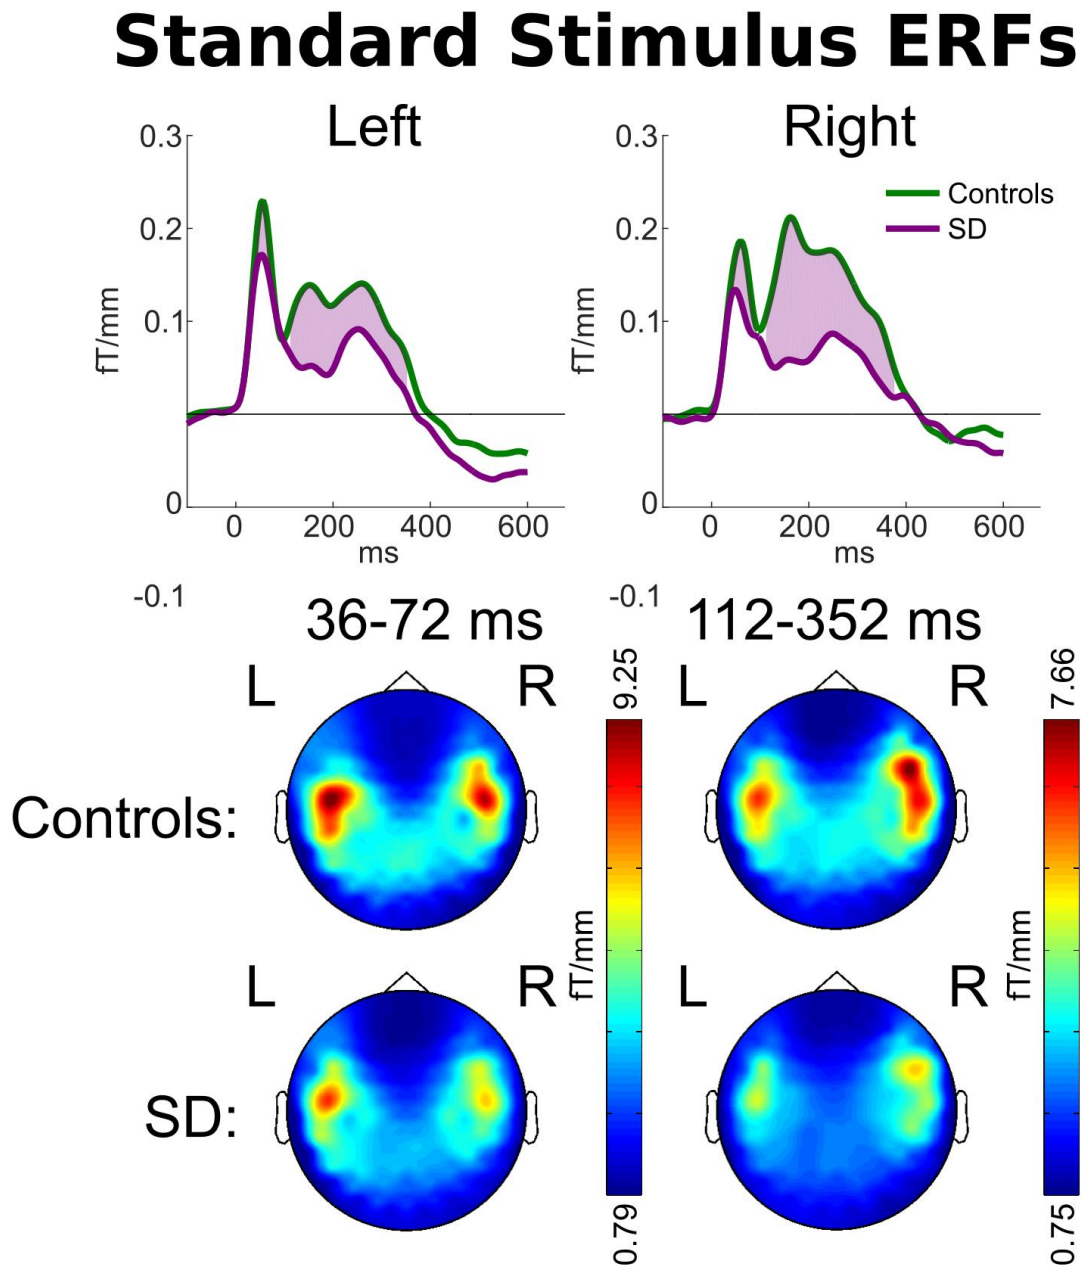 Standard Stimulus ERFs
Left
Right
0.3
0.2
0.1
0
-0.1
fT/mm
0 200 400 600
ms
0.3
0.2
0.1
0
-0.1
fT/mm
0 200 400 600
ms
Controls
SD
36-72 ms
112-352 ms
L R
9.25
L R
7.66
Controls:
fT/mm
fT/mm
L R
L R
SD:
0.79
0.75